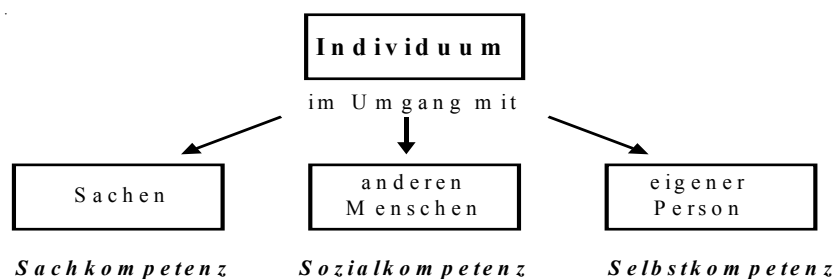 Individuum
im Umgang mit
Sachen
anderen
Menschen
eigener
Person
Sachkompetenz
Sozialkompetenz
Selbstkompetenz